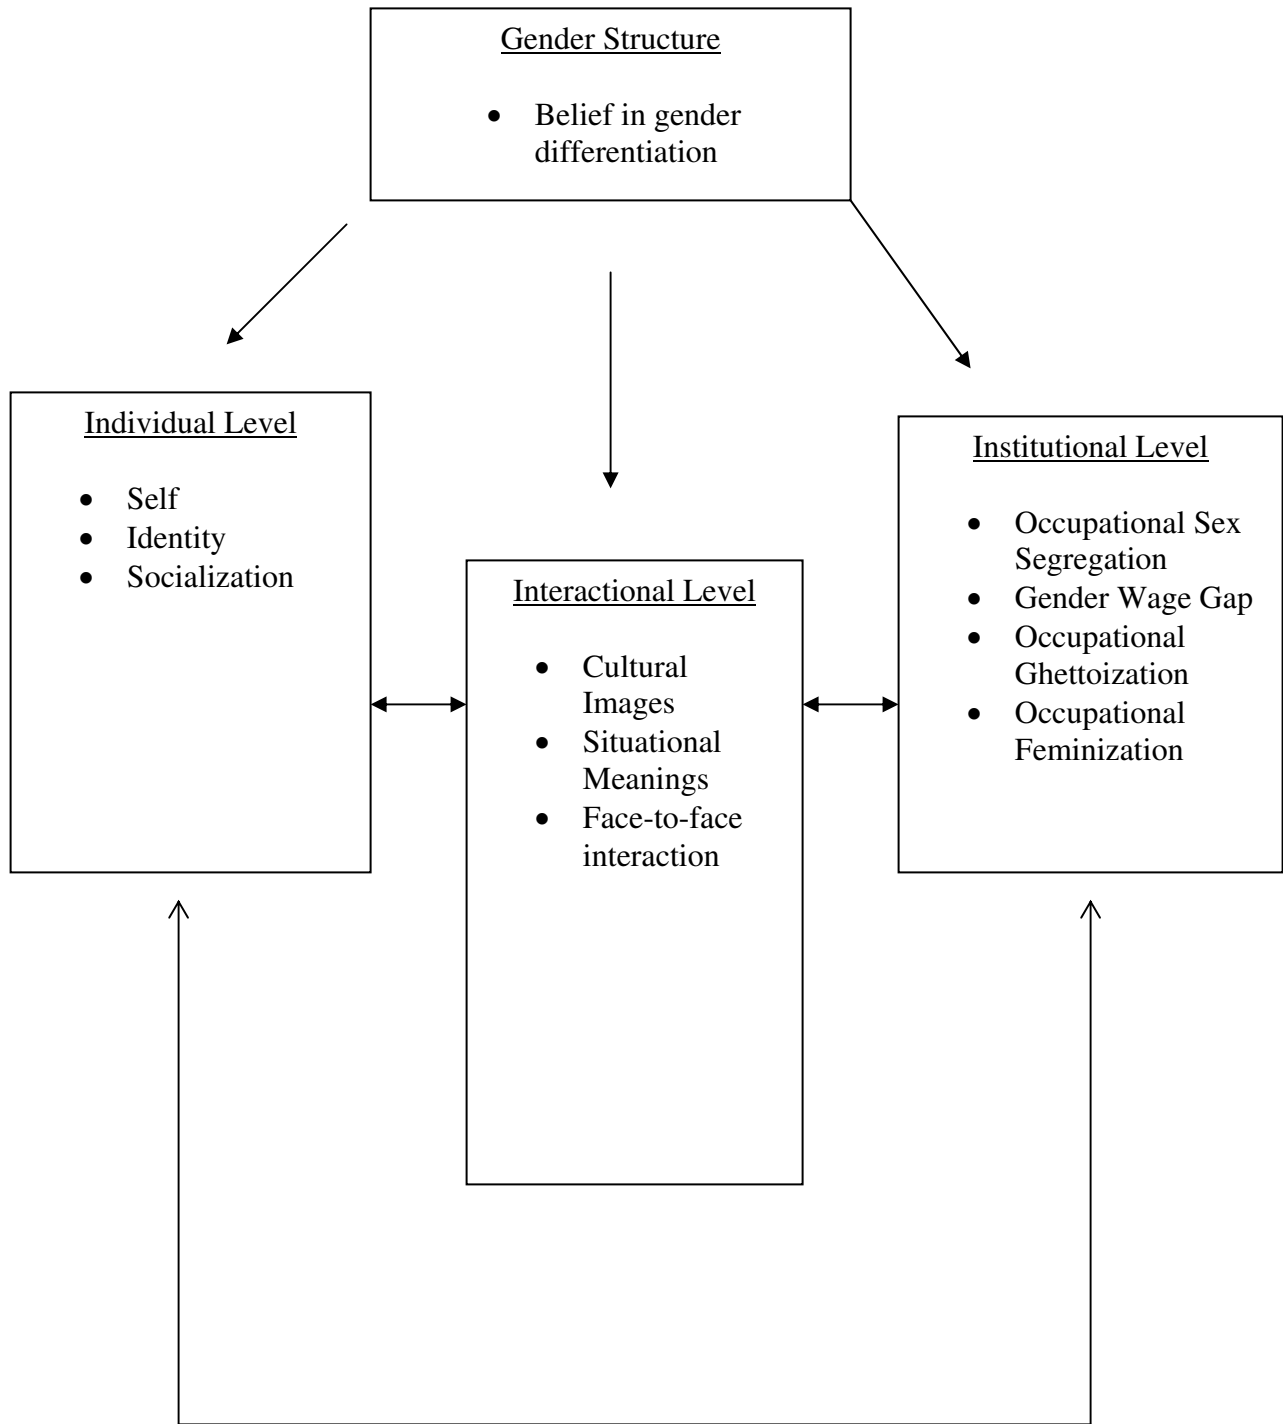 Gender Structure
• Belief in gender
differentiation
Individual Level
• Self
• Identity
• Socialization
Interactional Level
• Cultural
Images
• Situational
Meanings
• Face-to-face
interaction
Institutional Level
• Occupational Sex
Segregation
• Gender Wage Gap
• Occupational
Ghettoization
• Occupational
Feminization